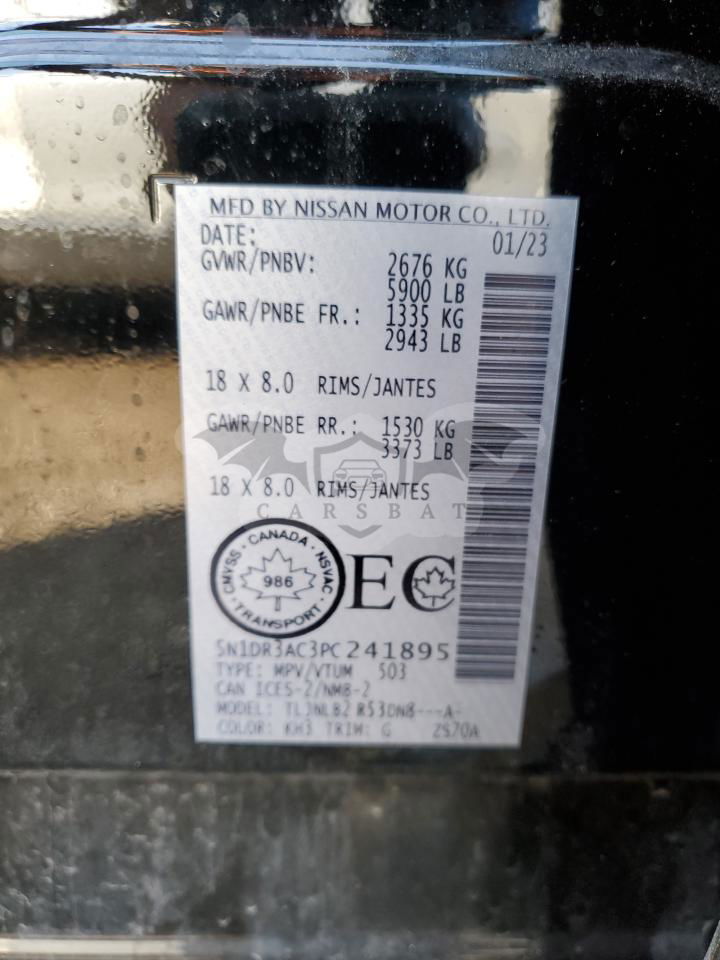 MFD BY NISSAN MOTOR CO., LTD.
DATE: 01/23
GVWR/PNBV: 2676 KG
5900 LB
GAWR/PNBE FR.: 1335 KG
2943 LB
18 X 8.0 RIMS/JANTES
GAWR/PNBE RR.: 1530 KG
3373 LB
18 X 8.0 RIMS/JANTES
CARSBAT
CANADA
CMVSS · NSVAC
986
TRANSPORT
EC
5N1DR3AC3PC241895
TYPE: MPV/VTUM 503
CAN ICES-2/NMB-2
MODEL: R53DN8---A-
COLOR: KH3 TRIM: G